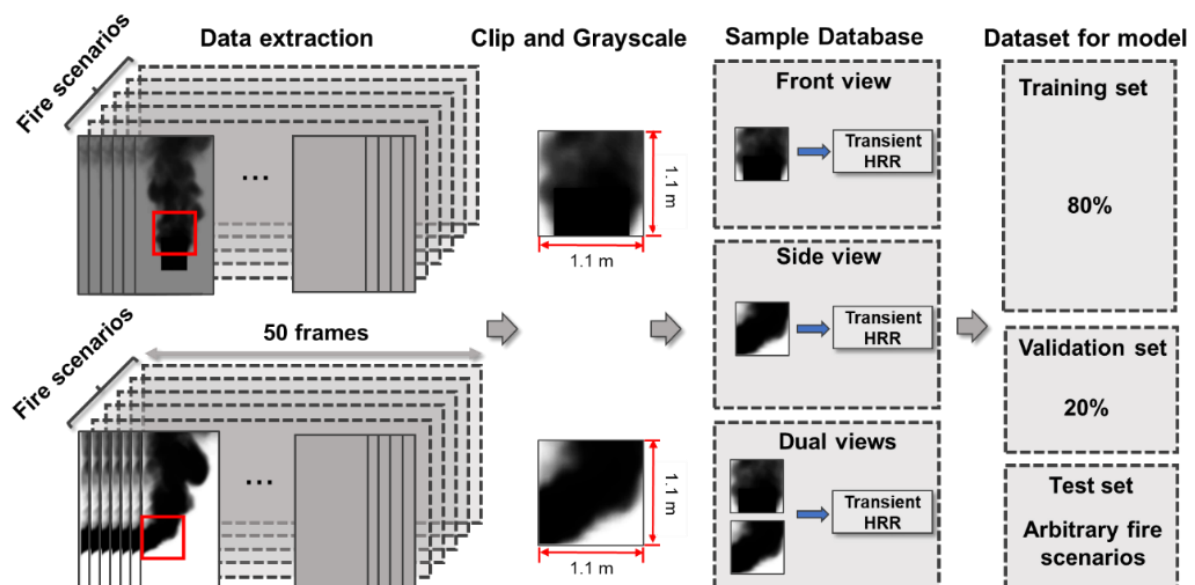 Data extraction
Clip and Grayscale
Sample Database
Dataset for model
Fire scenarios
...
1.1 m
1.1 m
Front view
Transient
HRR
Training set
80%
Side view
Transient
HRR
Fire scenarios
50 frames
...
1.1 m
1.1 m
Dual views
Transient
HRR
Validation set
20%
Test set
Arbitrary fire
scenarios